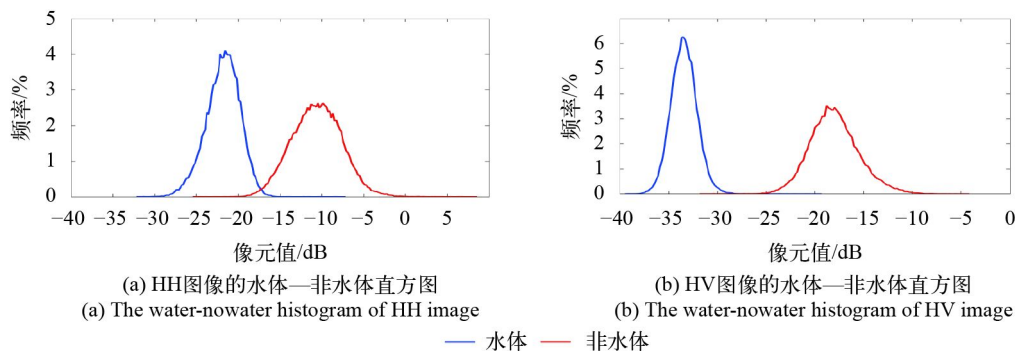 5
4
3
2
1
0
频率/%
−40 −35 −30 −25 −20 −15 −10 −5 0 5
像元值/dB
(a) HH图像的水体—非水体直方图
(a) The water-nowater histogram of HH image
6
5
4
3
2
1
0
频率/%
−40 −35 −30 −25 −20 −15 −10 −5 0
像元值/dB
(b) HV图像的水体—非水体直方图
(b) The water-nowater histogram of HV image
水体 非水体